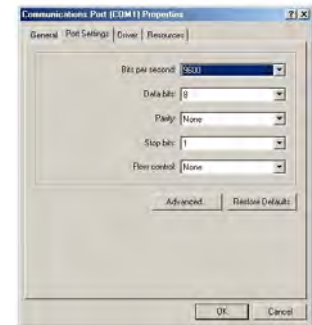 Communications Port (COM1) Properties
General Port Settings Driver Resources
Bits per second: 9600
Data bits: 8
Parity: None
Stop bits: 1
Flow control: None
Advanced... Restore Defaults
OK Cancel